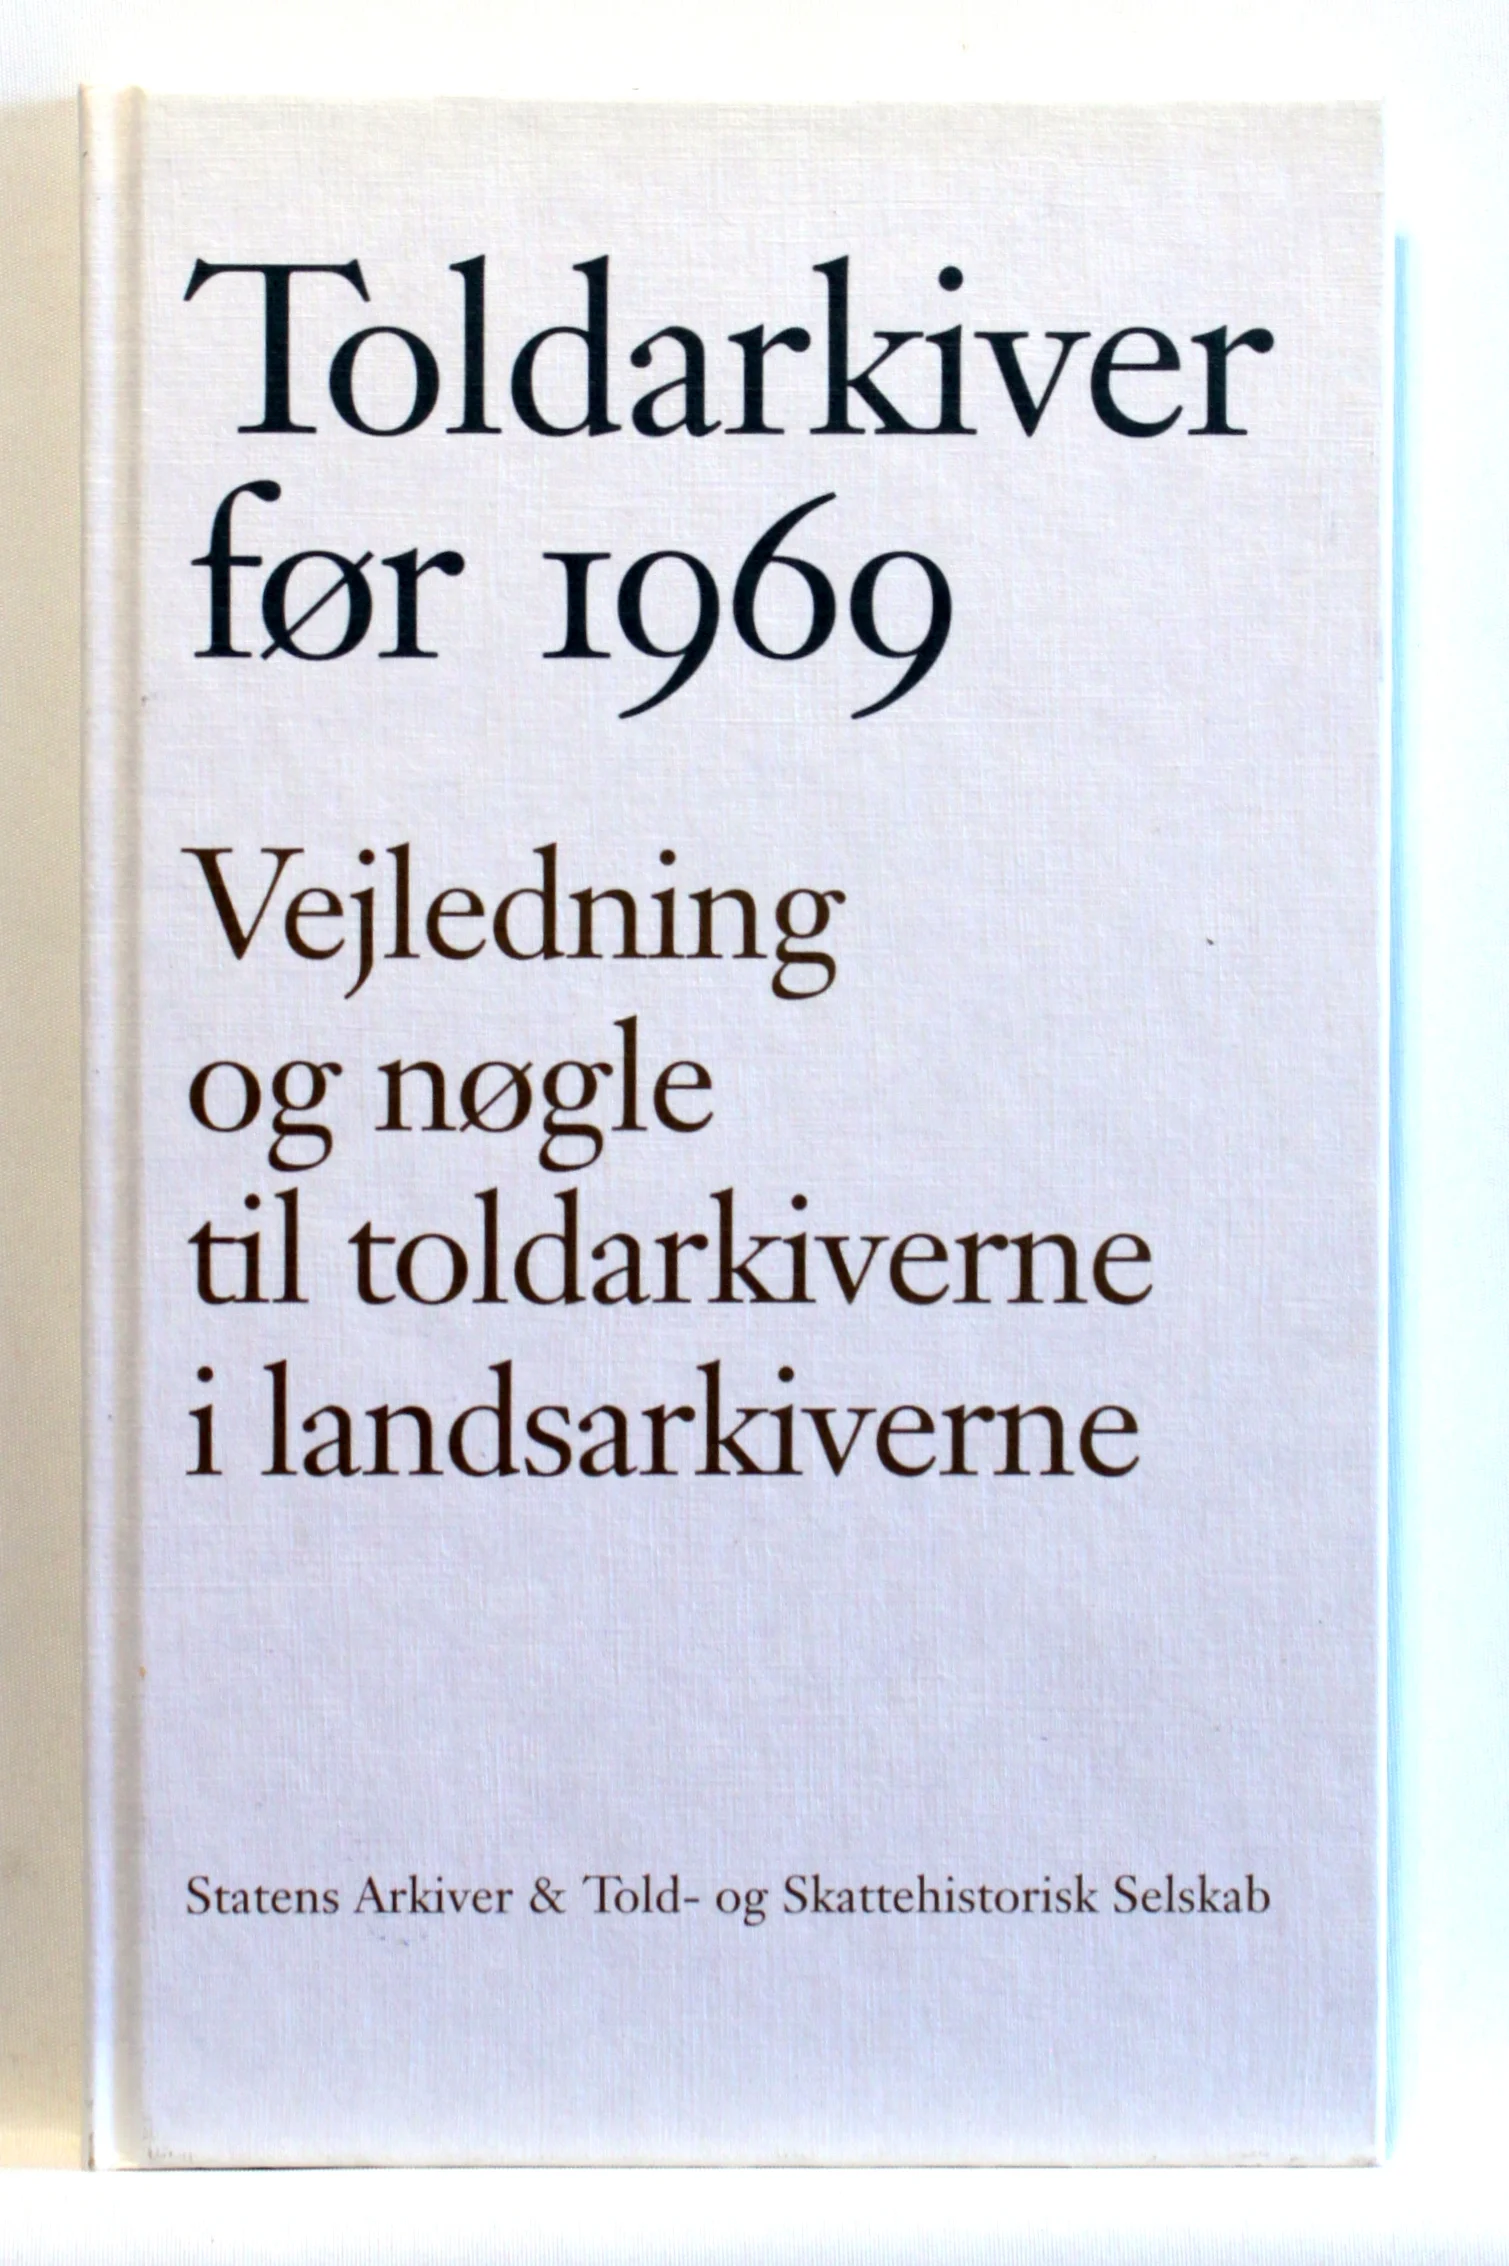 Toldarkiver
før 1969
Vejledning
og nøgle
til toldarkiverne
i landsarkiverne
Statens Arkiver & Told- og Skattehistorisk Selskab